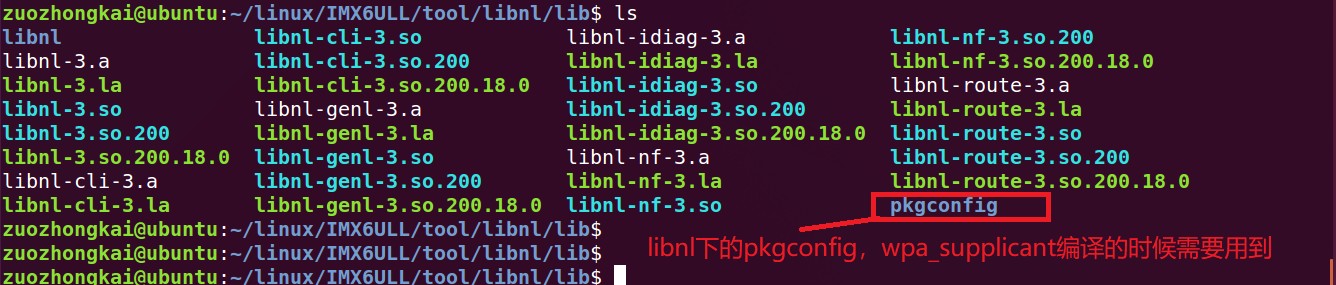 zuozhongkai@ubuntu:~/linux/IMX6ULL/tool/libnl/lib$ ls
libnl libnl-cli-3.so libnl-idiag-3.a libnl-nf-3.so.200
libnl-3.a libnl-cli-3.so.200 libnl-idiag-3.la libnl-nf-3.so.200.18.0
libnl-3.la libnl-cli-3.so.200.18.0 libnl-idiag-3.so libnl-route-3.a
libnl-3.so libnl-genl-3.a libnl-idiag-3.so.200 libnl-route-3.la
libnl-3.so.200 libnl-genl-3.la libnl-idiag-3.so.200.18.0 libnl-route-3.so
libnl-3.so.200.18.0 libnl-genl-3.so libnl-nf-3.a libnl-route-3.so.200
libnl-cli-3.a libnl-genl-3.so.200 libnl-nf-3.la libnl-route-3.so.200.18.0
libnl-cli-3.la libnl-genl-3.so.200.18.0 libnl-nf-3.so pkgconfig
zuozhongkai@ubuntu:~/linux/IMX6ULL/tool/libnl/lib$
zuozhongkai@ubuntu:~/linux/IMX6ULL/tool/libnl/lib$
libnl下的pkgconfig，wpa_supplicant编译的时候需要用到
zuozhongkai@ubuntu:~/linux/IMX6ULL/tool/libnl/lib$